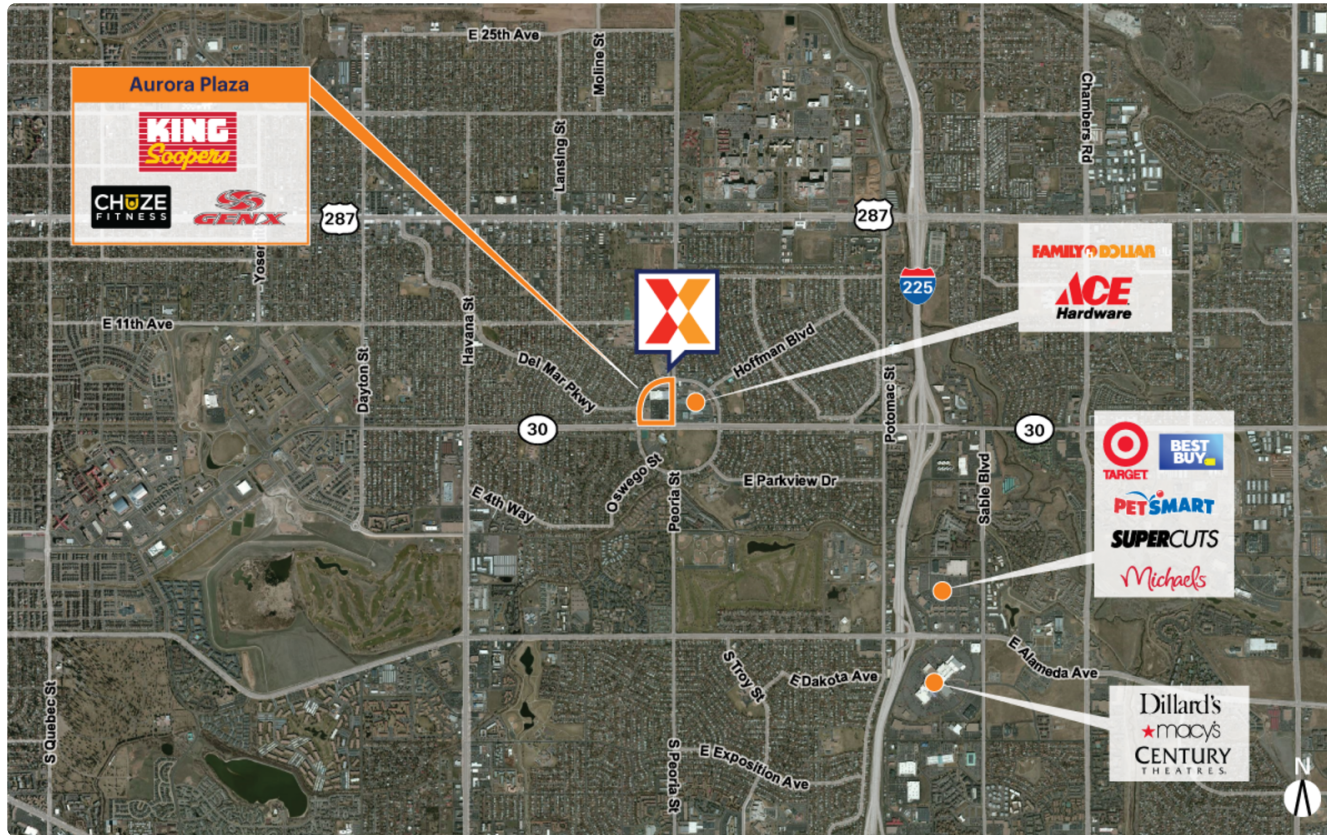 E 25th Ave
Moline St
Aurora Plaza
KING
Soopers
CHUZE
FITNESS
GENX
Lansing St
Chambers Rd
287
287
FAMILY DOLLAR
ACE
Hardware
225
E 11th Ave
Havana St
Dayton St
Del Mar Pkwy
Hoffman Blvd
Potomac St
30
30
TARGET
BEST
BUY
PETSMART
SUPERCUTS
Michaels
Sable Blvd
E 4th Way
Oswego St
Peoria St
E Parkview Dr
S Quebec St
S Troy St
E Dakota Ave
E Alameda Ave
S Peoria St
E Exposition Ave
Dillard's
macy's
CENTURY
THEATRES.
N